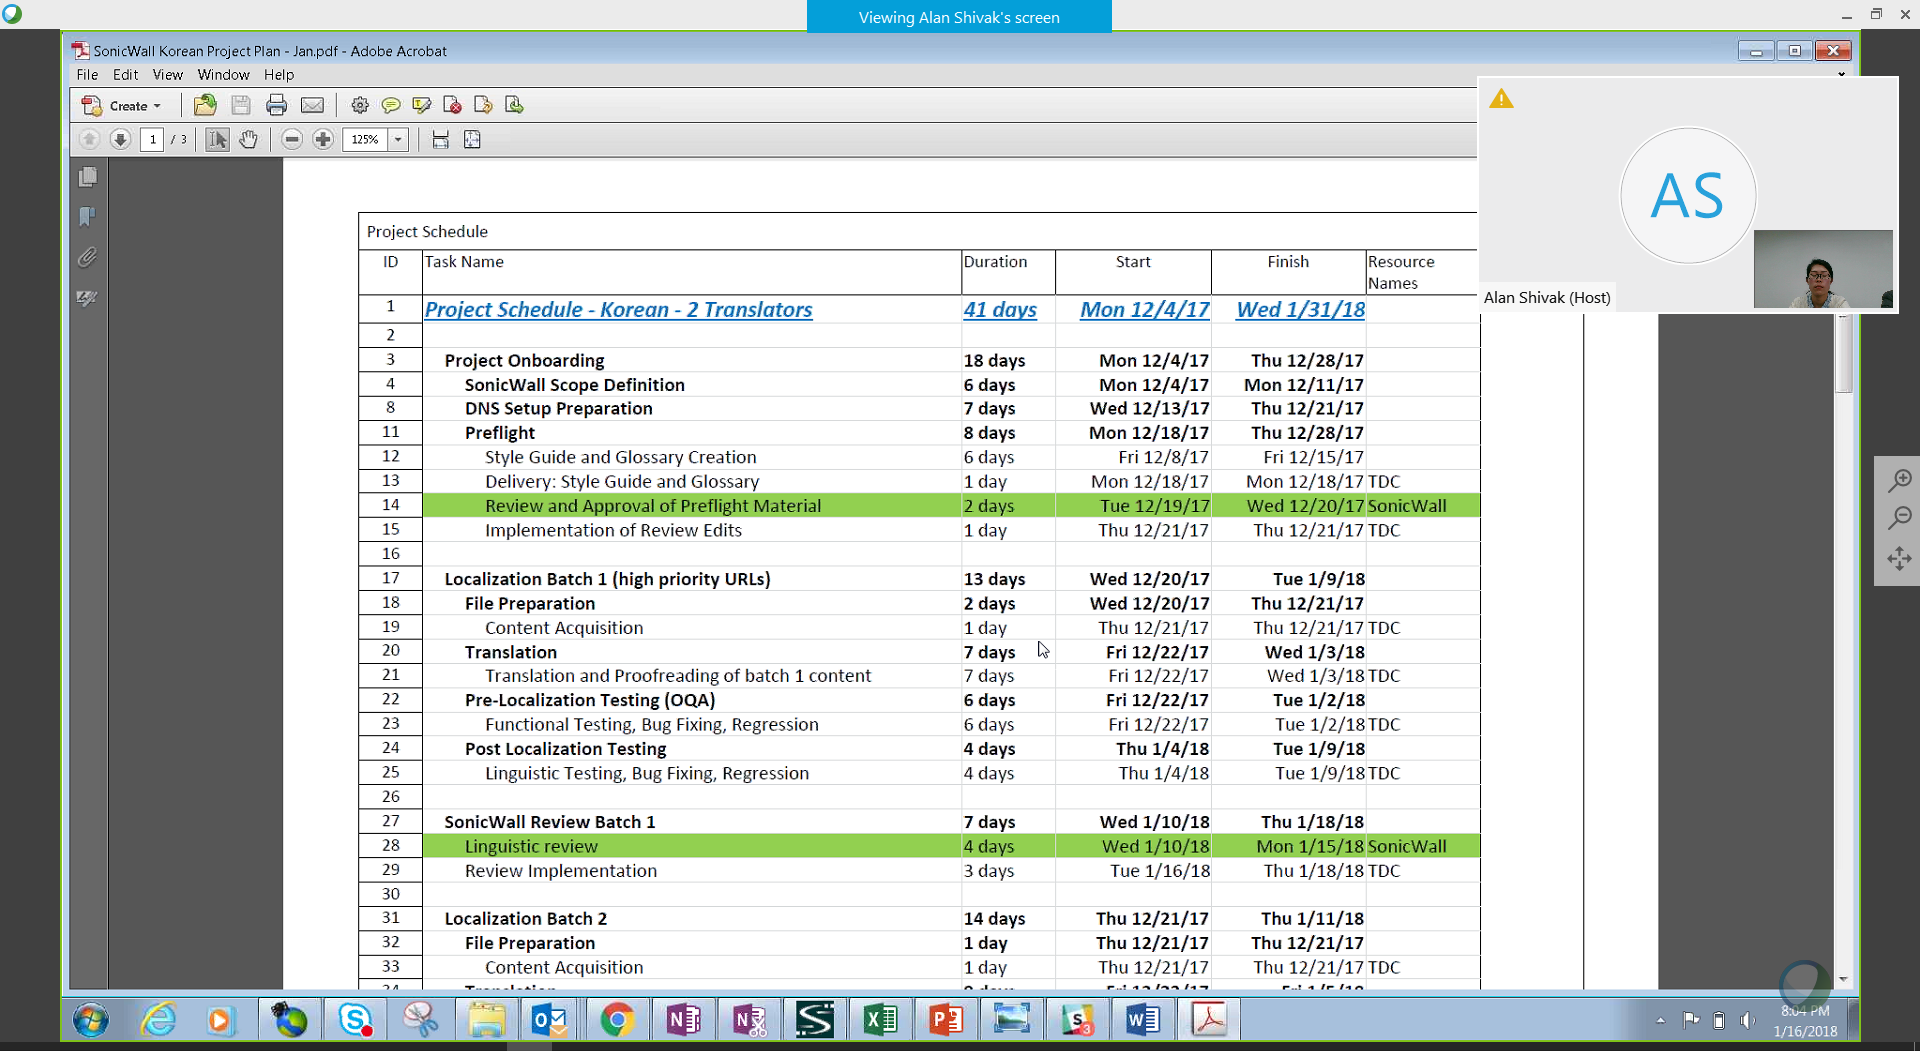 Viewing Alan Shivak's screen
SonicWall Korean Project Plan - Jan.pdf - Adobe Acrobat
File Edit View Window Help
Create
1 / 3 125%
AS
Alan Shivak (Host)
Project Schedule
ID Task Name Duration Start Finish Resource Names
1 Project Schedule - Korean - 2 Translators 41 days Mon 12/4/17 Wed 1/31/18
2
3 Project Onboarding 18 days Mon 12/4/17 Thu 12/28/17
4 SonicWall Scope Definition 6 days Mon 12/4/17 Mon 12/11/17
8 DNS Setup Preparation 7 days Wed 12/13/17 Thu 12/21/17
11 Preflight 8 days Mon 12/18/17 Thu 12/28/17
12 Style Guide and Glossary Creation 6 days Fri 12/8/17 Fri 12/15/17
13 Delivery: Style Guide and Glossary 1 day Mon 12/18/17 Mon 12/18/17 TDC
14 Review and Approval of Preflight Material 2 days Tue 12/19/17 Wed 12/20/17 SonicWall
15 Implementation of Review Edits 1 day Thu 12/21/17 Thu 12/21/17 TDC
16
17 Localization Batch 1 (high priority URLs) 13 days Wed 12/20/17 Tue 1/9/18
18 File Preparation 2 days Wed 12/20/17 Thu 12/21/17
19 Content Acquisition 1 day Thu 12/21/17 Thu 12/21/17 TDC
20 Translation 7 days Fri 12/22/17 Wed 1/3/18
21 Translation and Proofreading of batch 1 content 7 days Fri 12/22/17 Wed 1/3/18 TDC
22 Pre-Localization Testing (OQA) 6 days Fri 12/22/17 Tue 1/2/18
23 Functional Testing, Bug Fixing, Regression 6 days Fri 12/22/17 Tue 1/2/18 TDC
24 Post Localization Testing 4 days Thu 1/4/18 Tue 1/9/18
25 Linguistic Testing, Bug Fixing, Regression 4 days Thu 1/4/18 Tue 1/9/18 TDC
26
27 SonicWall Review Batch 1 7 days Wed 1/10/18 Thu 1/18/18
28 Linguistic review 4 days Wed 1/10/18 Mon 1/15/18 SonicWall
29 Review Implementation 3 days Tue 1/16/18 Thu 1/18/18 TDC
30
31 Localization Batch 2 14 days Thu 12/21/17 Thu 1/11/18
32 File Preparation 1 day Thu 12/21/17 Thu 12/21/17
33 Content Acquisition 1 day Thu 12/21/17 Thu 12/21/17 TDC
8:04 PM
1/16/2018